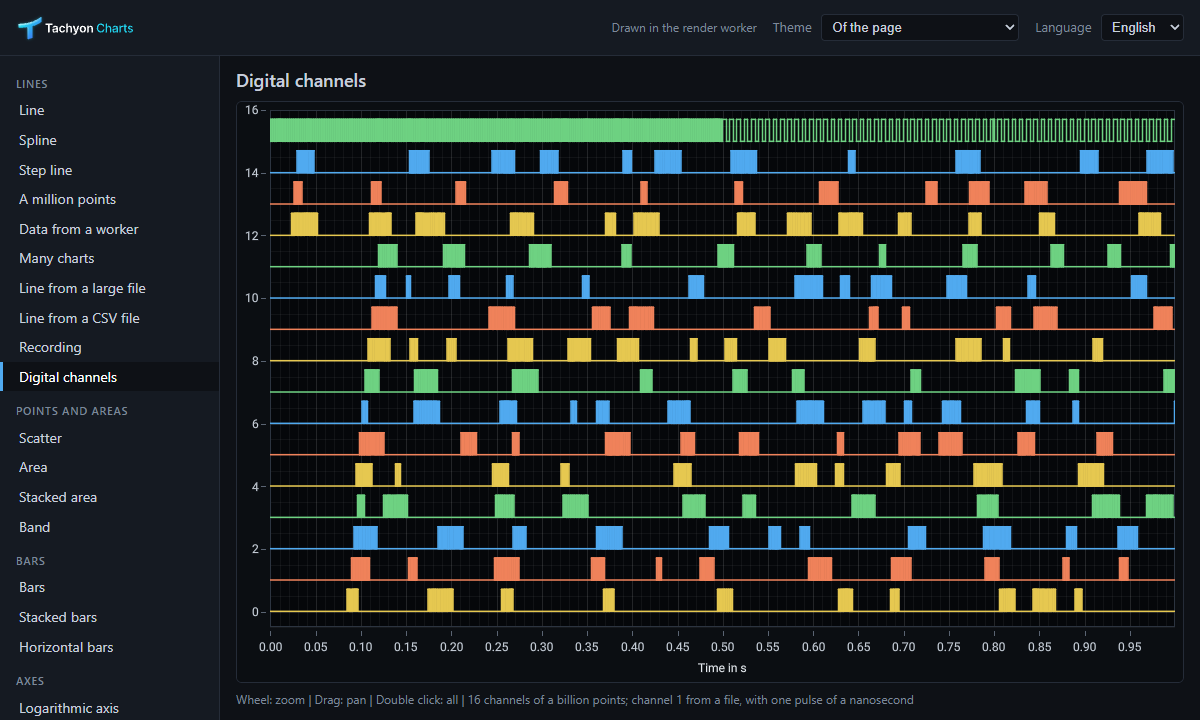 Tachyon Charts
Drawn in the render worker
Theme
Of the page
Language
English
LINES
Line
Spline
Step line
A million points
Data from a worker
Many charts
Line from a large file
Line from a CSV file
Recording
Digital channels
POINTS AND AREAS
Scatter
Area
Stacked area
Band
BARS
Bars
Stacked bars
Horizontal bars
AXES
Logarithmic axis
Digital channels
16
14
12
10
8
6
4
2
0
0.00 0.05 0.10 0.15 0.20 0.25 0.30 0.35 0.40 0.45 0.50 0.55 0.60 0.65 0.70 0.75 0.80 0.85 0.90 0.95
Time in s
Wheel: zoom | Drag: pan | Double click: all | 16 channels of a billion points; channel 1 from a file, with one pulse of a nanosecond